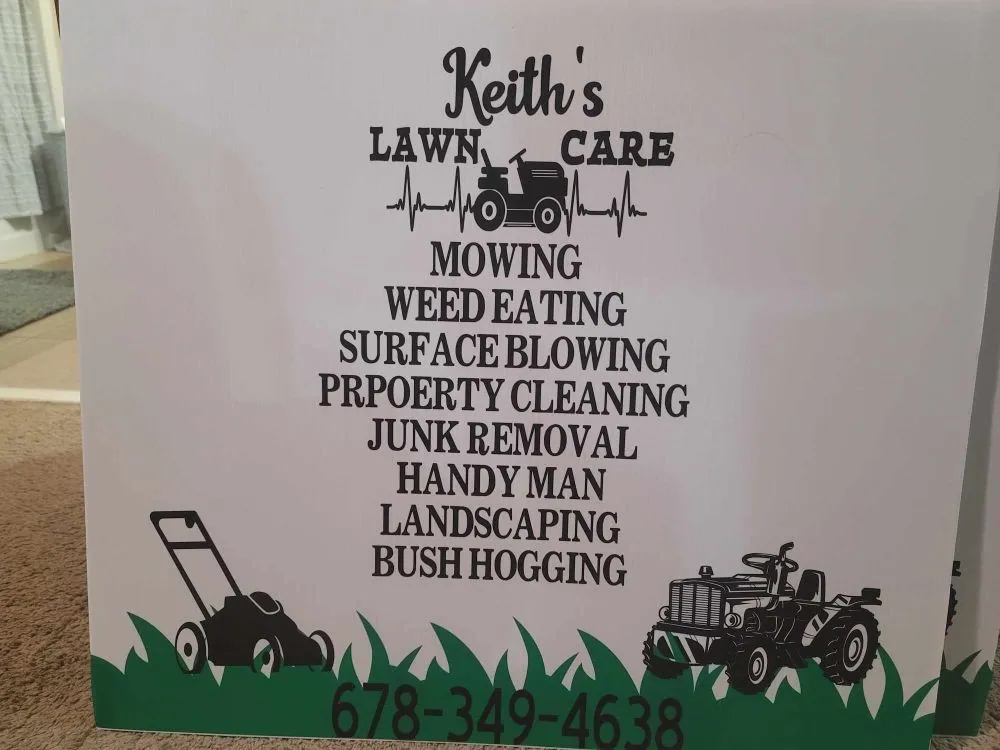 Keith's
LAWN CARE
MOWING
WEED EATING
SURFACE BLOWING
PRPOERTY CLEANING
JUNK REMOVAL
HANDY MAN
LANDSCAPING
BUSH HOGGING
678-349-4638